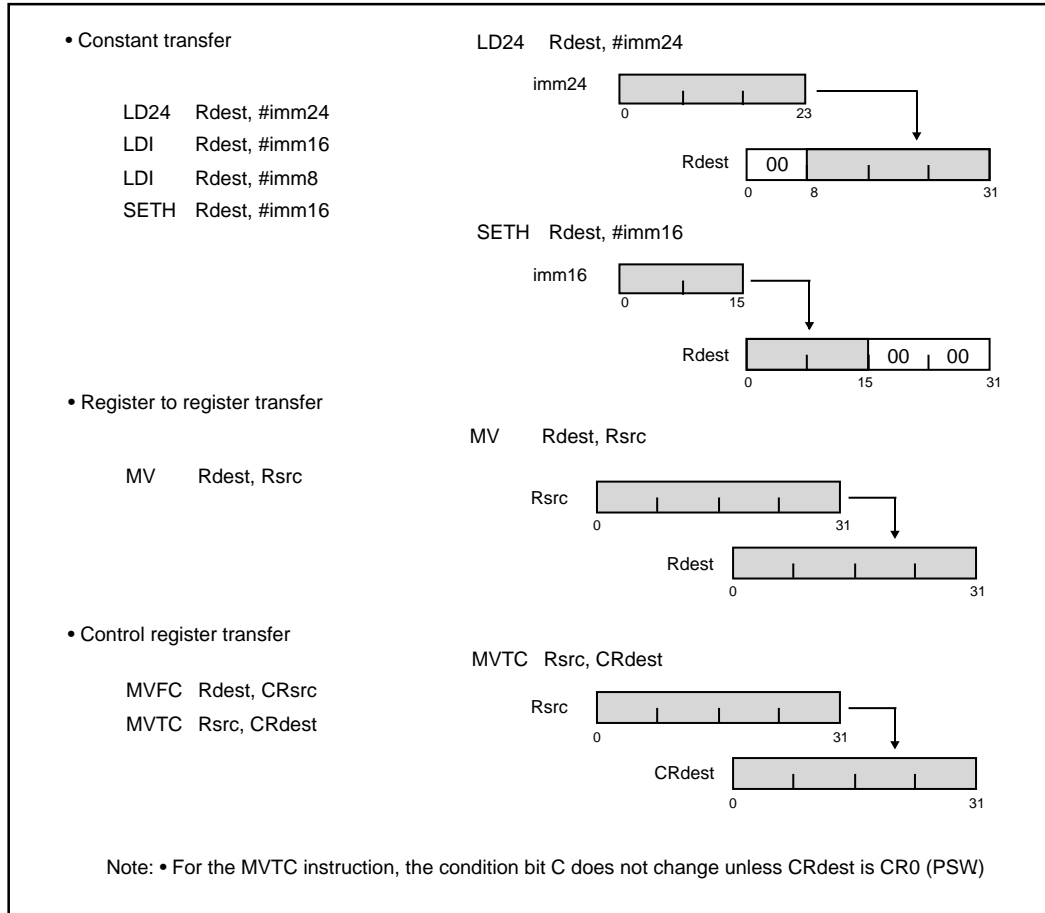 • Constant transfer
LD24 Rdest, #imm24
LDI Rdest, #imm16
LDI Rdest, #imm8
SETH Rdest, #imm16
LD24 Rdest, #imm24
imm24
0 23
Rdest 00
0 8 31
SETH Rdest, #imm16
imm16
0 15
Rdest 00 00
0 15 31
• Register to register transfer
MV Rdest, Rsrc
MV Rdest, Rsrc
Rsrc
0 31
Rdest
0 31
• Control register transfer
MVFC Rdest, CRsrc
MVTC Rsrc, CRdest
MVTC Rsrc, CRdest
Rsrc
0 31
CRdest
0 31
Note: • For the MVTC instruction, the condition bit C does not change unless CRdest is CR0 (PSW)